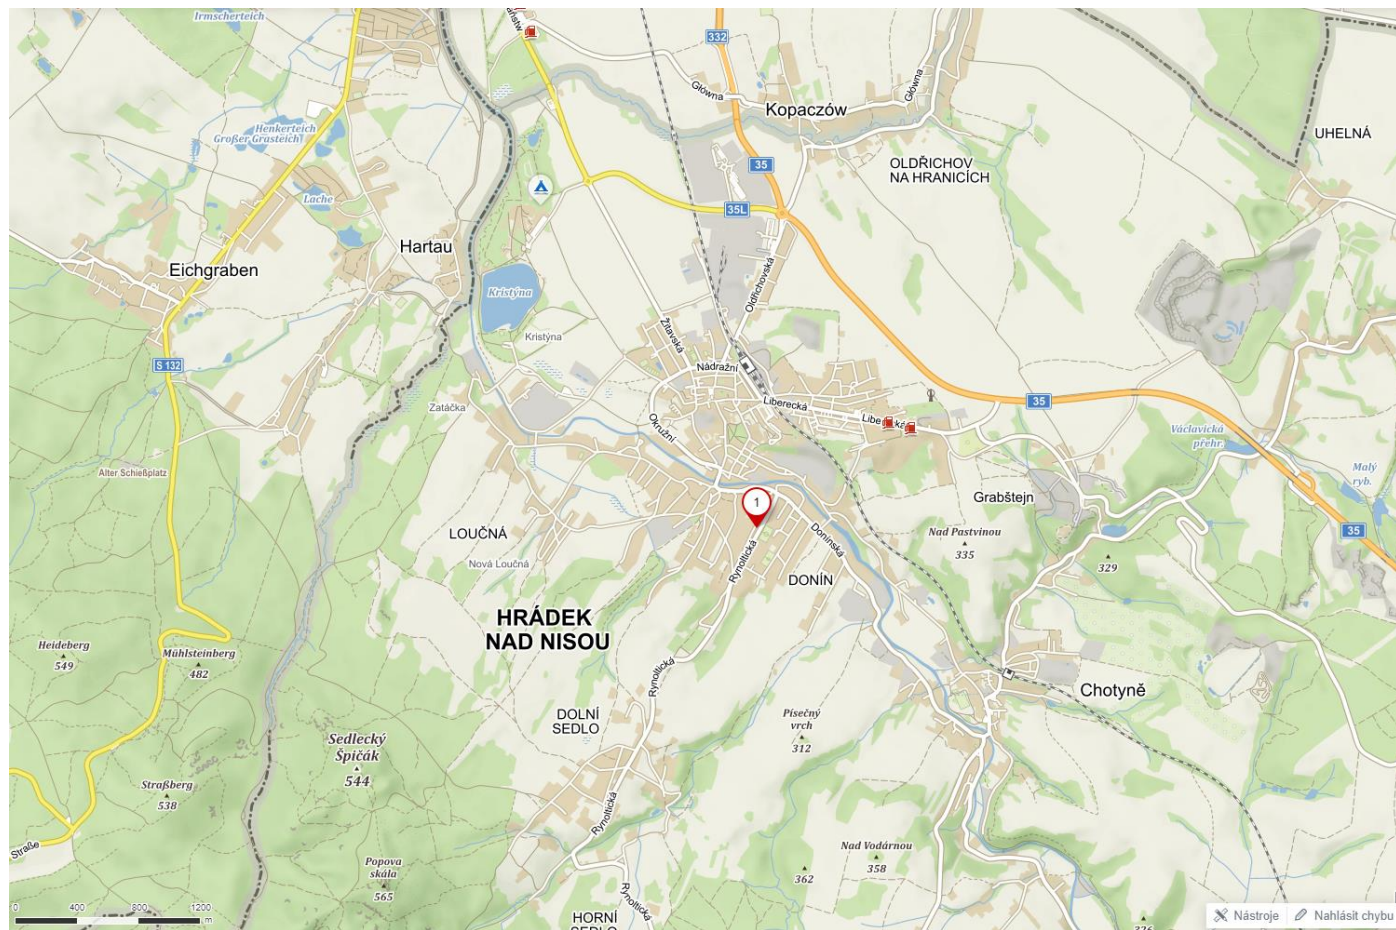 Irmscherteich
332
Główna
Główna
Kopaczów
Henkerteich
Großer Grasteich
UHELNÁ
35
OLDŘICHOV
NA HRANICÍCH
Lache
35L
Hartau
Eichgraben
Oldřichovská
Kristýna
Žitavská
Kristýna
S 132
Nádražní
35
Liberecká
Zatáčka
Okružní
Václavická
přehr.
Alter Schießplatz
Malý
ryb.
Grabštejn
1
35
LOUČNÁ
Donínská
Nad Pastvinou
335
Rynoltická
Nová Loučná
329
DONÍN
HRÁDEK
NAD NISOU
Heideberg
549
Mühlsteinberg
482
Rynoltická
Chotyně
DOLNÍ
SEDLO
Písečný
vrch
312
Sedlecký
Špičák
544
Straßberg
538
Rynoltická
Straße
Nad Vodárnou
358
Popova
skála
565
362
Rynoltická
0 400 800 1200
m
HORNÍ
SEDLO
Nástroje
Nahlásit chybu